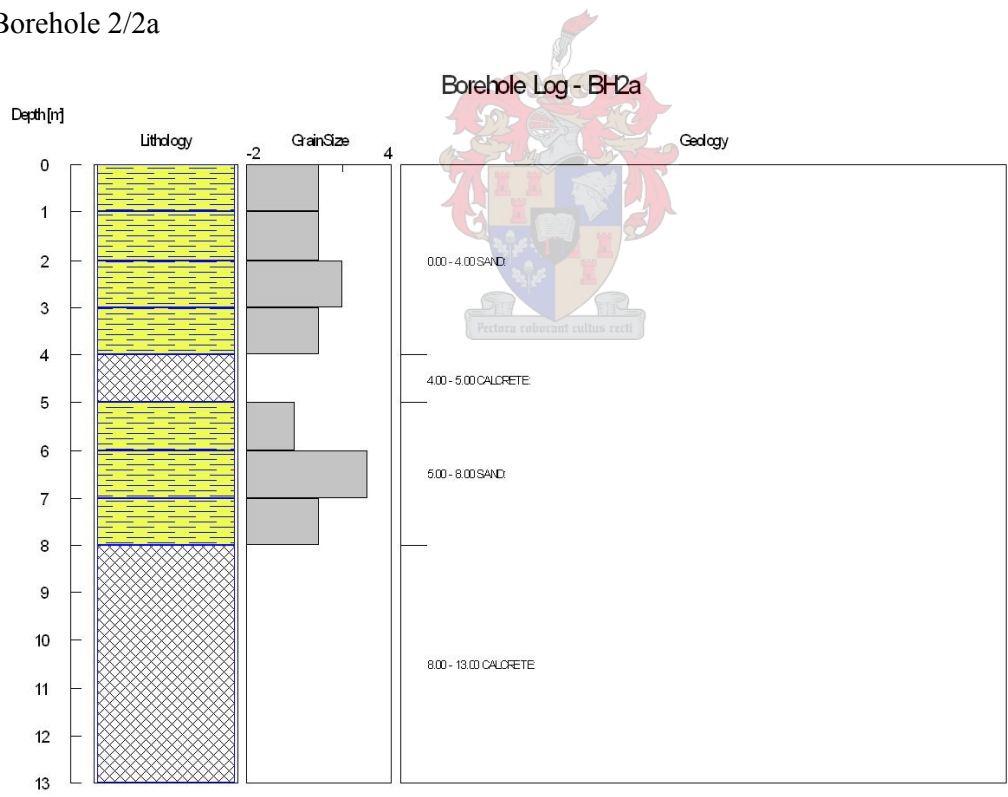 Borehole 2/2a
Borehole Log - BH2a
Depth [m]
Lithology
GrainSize
Geology
-2
4
0
1
2
0.00 - 4.00 SAND:
3
Pectora roborant cultus recti
4
4.00 - 5.00 CALCRETE:
5
6
5.00 - 8.00 SAND:
7
8
9
10
8.00 - 13.00 CALCRETE:
11
12
13